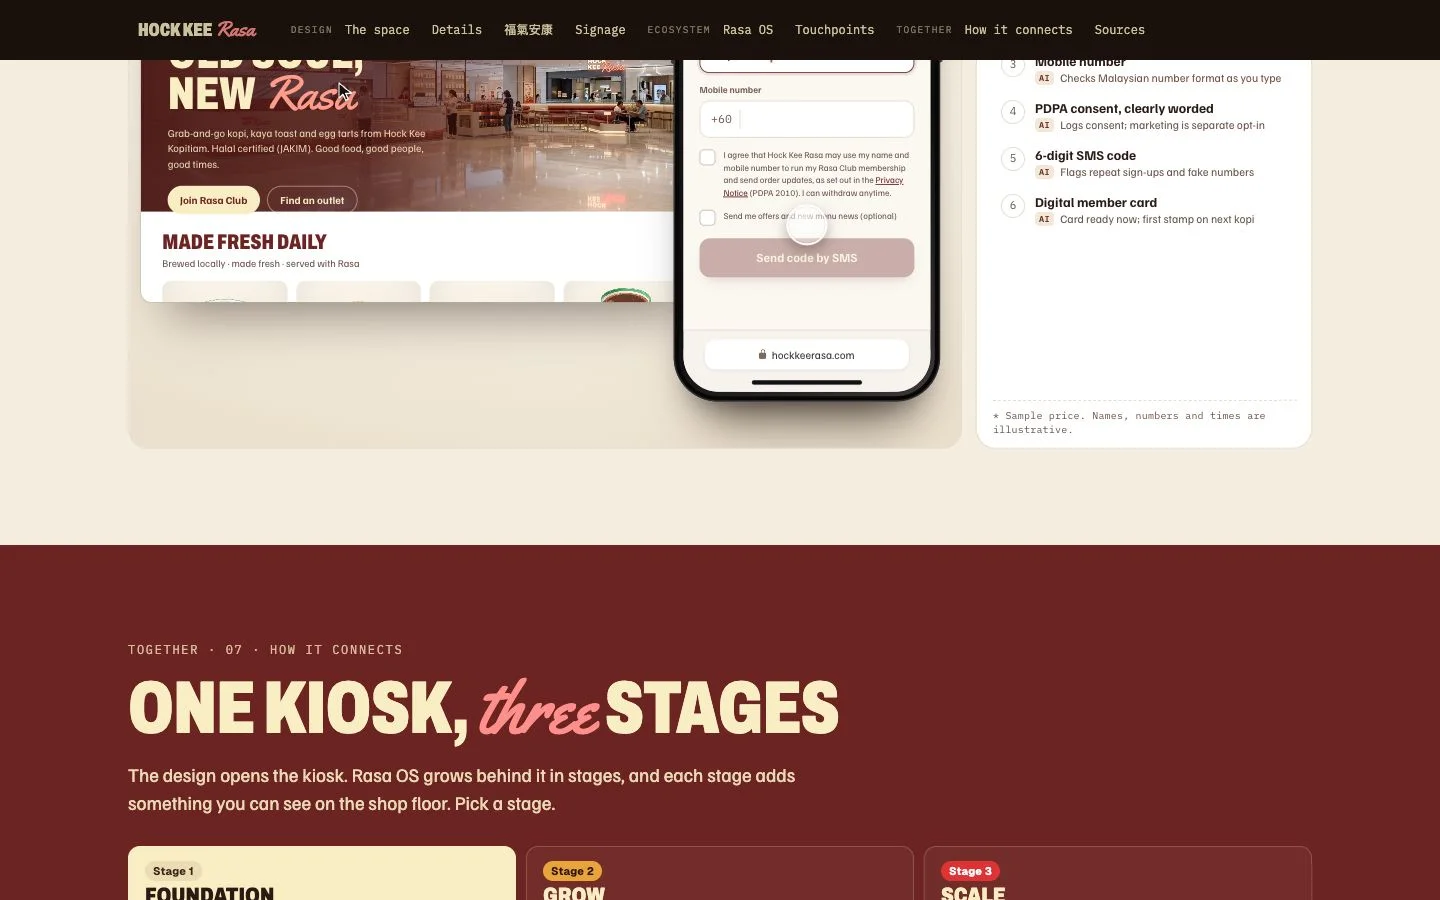 HOCK KEE Rasa
DESIGN The space Details 福氣安康 Signage ECOSYSTEM Rasa OS Touchpoints TOGETHER How it connects Sources
OLD SOUL,
NEW Rasa
Grab-and-go kopi, kaya toast and egg tarts from Hock Kee
Kopitiam. Halal certified (JAKIM). Good food, good people,
good times.
Join Rasa Club
Find an outlet
MADE FRESH DAILY
Brewed locally · made fresh · served with Rasa
Mobile number
+60
I agree that Hock Kee Rasa may use my name and
mobile number to run my Rasa Club membership
and send order updates, as set out in the Privacy
Notice (PDPA 2010). I can withdraw anytime.
Send me offers and new menu news (optional)
Send code by SMS
hockkeerasa.com
3
Mobile number
AI Checks Malaysian number format as you type
4
PDPA consent, clearly worded
AI Logs consent; marketing is separate opt-in
5
6-digit SMS code
AI Flags repeat sign-ups and fake numbers
6
Digital member card
AI Card ready now; first stamp on next kopi
* Sample price. Names, numbers and times are
illustrative.
TOGETHER · 07 · HOW IT CONNECTS
ONE KIOSK, three STAGES
The design opens the kiosk. Rasa OS grows behind it in stages, and each stage adds
something you can see on the shop floor. Pick a stage.
Stage 1
FOUNDATION
Stage 2
GROW
Stage 3
SCALE